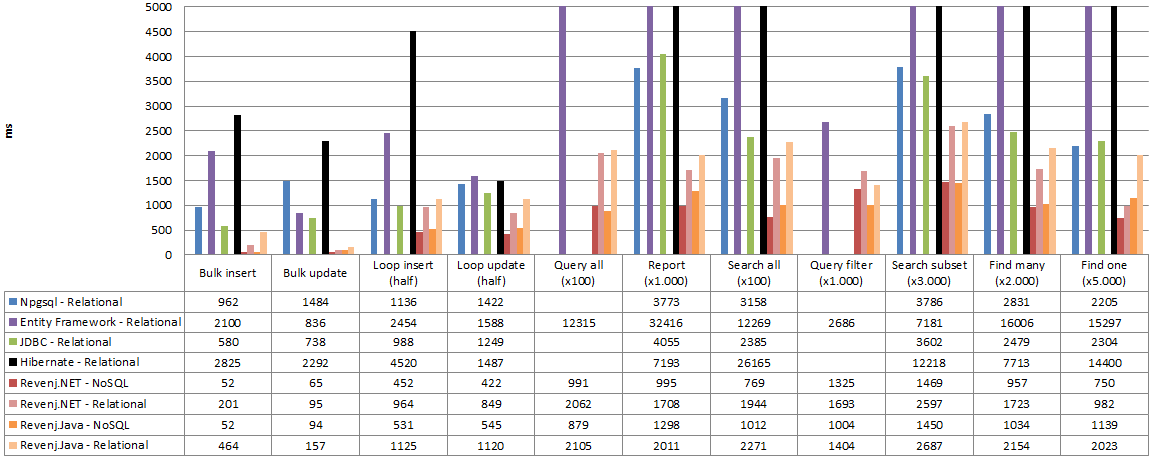 5000
4500
4000
3500
3000
2500
2000
1500
1000
500
0
ms
Bulk insert Bulk update Loop insert (half) Loop update (half) Query all (x100) Report (x1.000) Search all (x100) Query filter (x1.000) Search subset (x3.000) Find many (x2.000) Find one (x5.000)
Npgsql - Relational 962 1484 1136 1422 3773 3158 3786 2831 2205
Entity Framework - Relational 2100 836 2454 1588 12315 32416 12269 2686 7181 16006 15297
JDBC - Relational 580 738 988 1249 4055 2385 3602 2479 2304
Hibernate - Relational 2825 2292 4520 1487 7193 26165 12218 7713 14400
Revenj.NET - NoSQL 52 65 452 422 991 995 769 1325 1469 957 750
Revenj.NET - Relational 201 95 964 849 2062 1708 1944 1693 2597 1723 982
Revenj.Java - NoSQL 52 94 531 545 879 1298 1012 1004 1450 1034 1139
Revenj.Java - Relational 464 157 1125 1120 2105 2011 2271 1404 2687 2154 2023